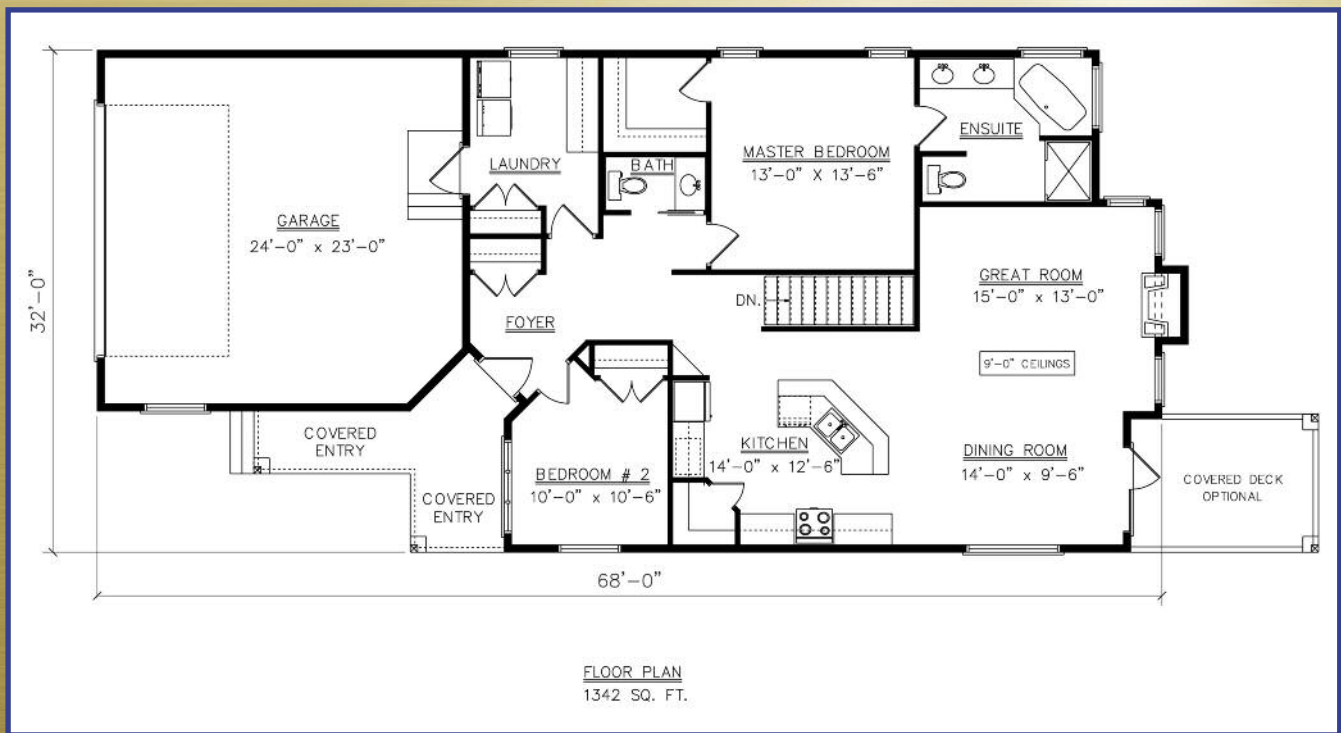 LAUNDRY
BATH
MASTER BEDROOM
13'-0" X 13'-6"
ENSUITE
GARAGE
24'-0" x 23'-0"
32'-0"
FOYER
DN.
GREAT ROOM
15'-0" x 13'-0"
9'-0" CEILINGS
COVERED
ENTRY
COVERED
ENTRY
BEDROOM # 2
10'-0" x 10'-6"
KITCHEN
14'-0" x 12'-6"
DINING ROOM
14'-0" x 9'-6"
COVERED DECK
OPTIONAL
68'-0"
FLOOR PLAN
1342 SQ. FT.